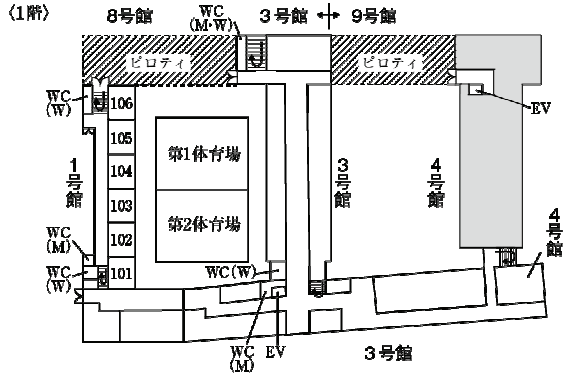 〈1階〉
8号館
WC
(M・W)
3号館
9号館
ピロティ
ピロティ
WC
(W)
106
EV
105
第1体育場
104
1号館
3号館
4号館
103
第2体育場
4号館
102
WC
(M)
WC
(W)
101
WC(W)
WC
(M)
EV
3号館